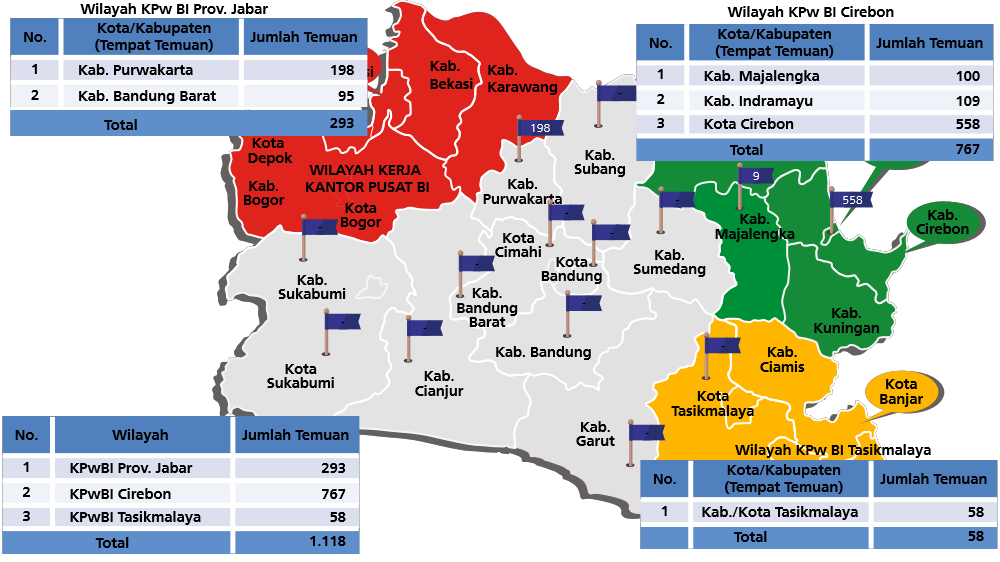 Wilayah KPw BI Prov. Jabar
No. Kota/Kabupaten (Tempat Temuan) Jumlah Temuan
1 Kab. Purwakarta 198
2 Kab. Bandung Barat 95
Total 293
Wilayah KPw BI Cirebon
No. Kota/Kabupaten (Tempat Temuan) Jumlah Temuan
1 Kab. Majalengka 100
2 Kab. Indramayu 109
3 Kota Cirebon 558
Total 767
si
Kab.
Bekasi
Kab.
Karawang
-
198
Kota
Depok
WILAYAH KERJA
KANTOR PUSAT BI
Kab.
Bogor
Kota
Bogor
Kab.
Subang
Kab.
Purwakarta
9
558
Kab.
Majalengka
Kab.
Cirebon
-
-
-
-
-
Kota
Cimahi
Kota
Bandung
Kab.
Sumedang
Kab.
Sukabumi
Kab.
Bandung
Barat
-
-
-
-
Kab.
Kuningan
Kab. Bandung
Kab.
Ciamis
Kota
Sukabumi
Kab.
Cianjur
Kota
Tasikmalaya
Kota
Banjar
Kab.
Garut
-
No. Wilayah Jumlah Temuan
1 KPwBI Prov. Jabar 293
2 KPwBI Cirebon 767
3 KPwBI Tasikmalaya 58
Total 1.118
Wilayah KPw BI Tasikmalaya
No. Kota/Kabupaten (Tempat Temuan) Jumlah Temuan
1 Kab./Kota Tasikmalaya 58
Total 58